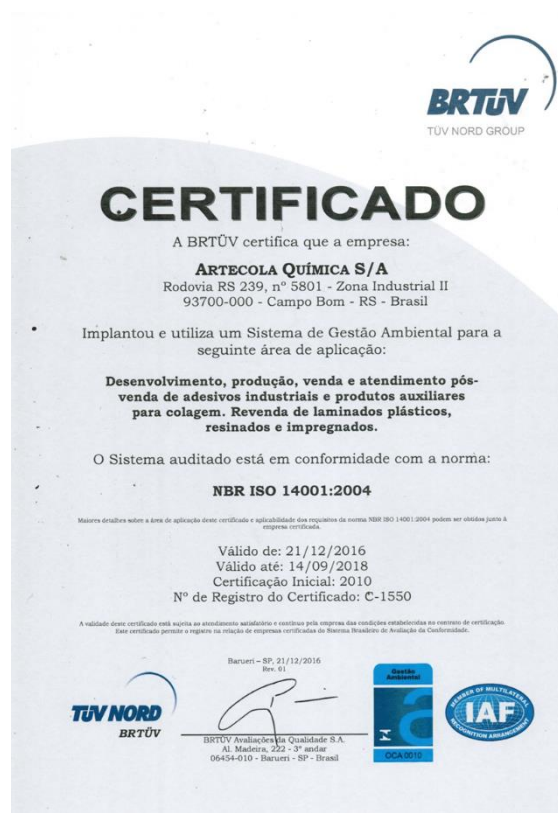 BRTÜV
TÜV NORD GROUP
CERTIFICADO
A BRTÜV certifica que a empresa:
ARTECOLA QUÍMICA S/A
Rodovia RS 239, nº 5801 - Zona Industrial II
93700-000 - Campo Bom - RS - Brasil
Implantou e utiliza um Sistema de Gestão Ambiental para a
seguinte área de aplicação:
Desenvolvimento, produção, venda e atendimento pós-
venda de adesivos industriais e produtos auxiliares
para colagem. Revenda de laminados plásticos,
resinados e impregnados.
O Sistema auditado está em conformidade com a norma:
NBR ISO 14001:2004
Maiores detalhes sobre a área de aplicação deste certificado e aplicabilidade dos requisitos da norma NBR ISO 14001:2004 podem ser obtidos junto à
empresa certificada.
Válido de: 21/12/2016
Válido até: 14/09/2018
Certificação Inicial: 2010
Nº de Registro do Certificado: C-1550
A validade deste certificado está sujeita ao atendimento satisfatório e contínuo pela empresa das condições estabelecidas no contrato de certificação.
Este certificado permite o registro na relação de empresas certificadas do Sistema Brasileiro de Avaliação da Conformidade.
Barueri – SP, 21/12/2016
Rev. 01
TÜV NORD
BRTÜV
BRTÜV Avaliações da Qualidade S.A.
Al. Madeira, 222 - 3º andar
06454-010 - Barueri - SP - Brasil
Gestão
Ambiental
OCA 0010
MEMBER OF MULTILATERAL
IAF
RECOGNITION ARRANGEMENT